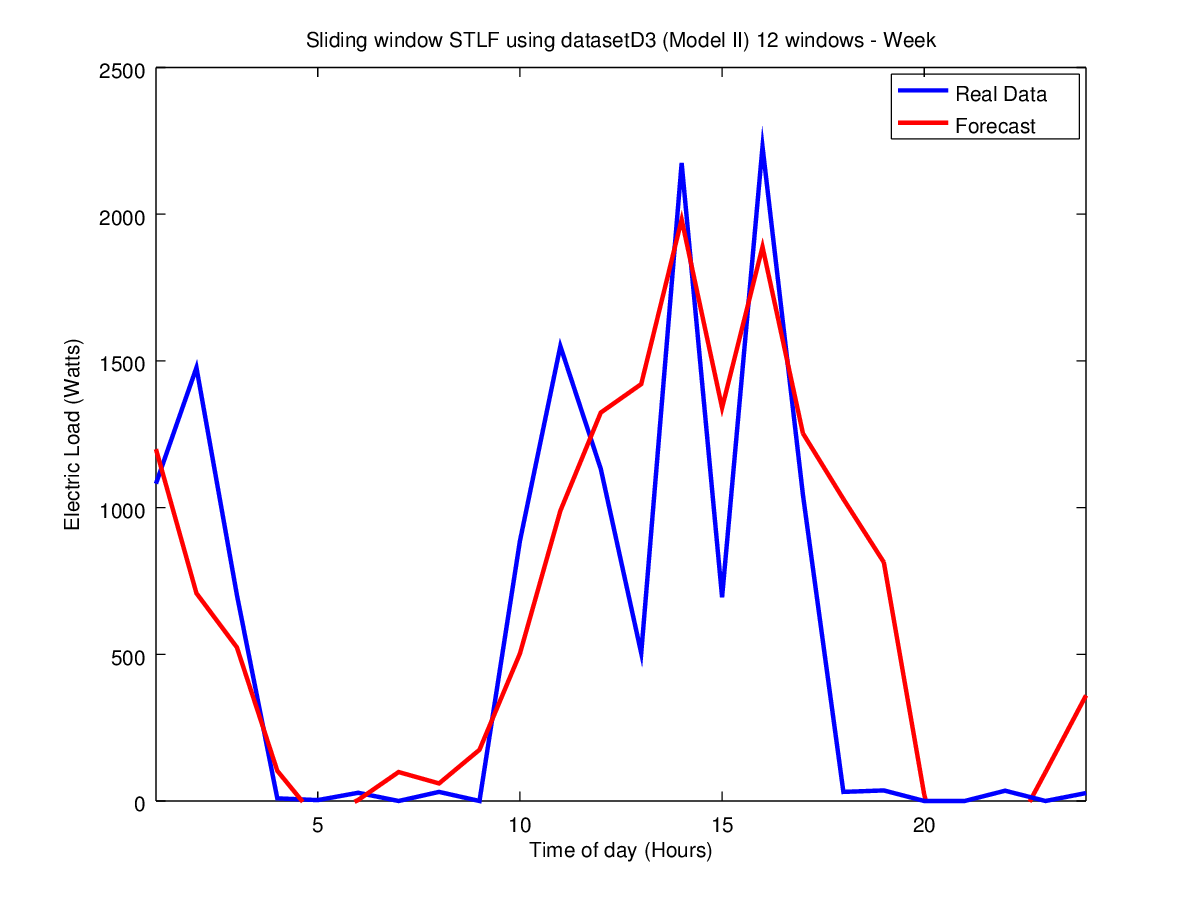 Sliding window STLF using datasetD3 (Model II) 12 windows - Week
2500
2000
1500
1000
500
0
Electric Load (Watts)
Real Data
Forecast
5
10
15
20
Time of day (Hours)